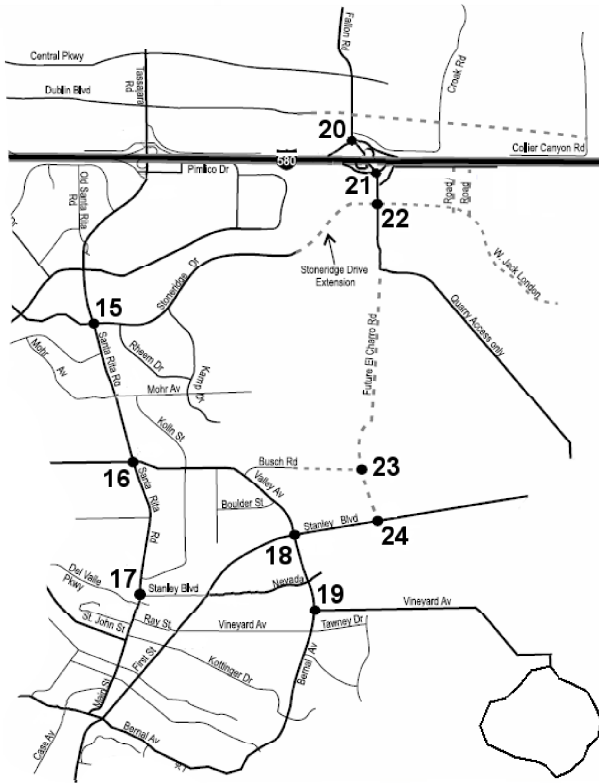 Central Pkwy
Dublin Blvd
Tassajara
Rd
Fallon Rd
Croak Rd
Collier Canyon Rd
20
580
Pimlico Dr
21
Old Santa Rita
Rd
22
Road
Road
Stoneridge Drive
Extension
W. Jack London
Stoneridge Dr
15
Santa Rita Rd
Rheem Dr
Kamp Dr
Mohr
Av
Mohr Av
Future El Charro Rd
Quarry Access only
Kolln St
16
Busch Rd
23
Santa Rita
Rd
Valley Av
Boulder St
18
Stanley Blvd
24
Del Valle
Pkwy
17
Stanley Blvd
Nevada
19
Vineyard Av
St. John St
Ray St.
Vineyard Av
Tawney Dr
First St
Kottinger Dr
Bernal Av
Main St
Case Av
Bernal Av